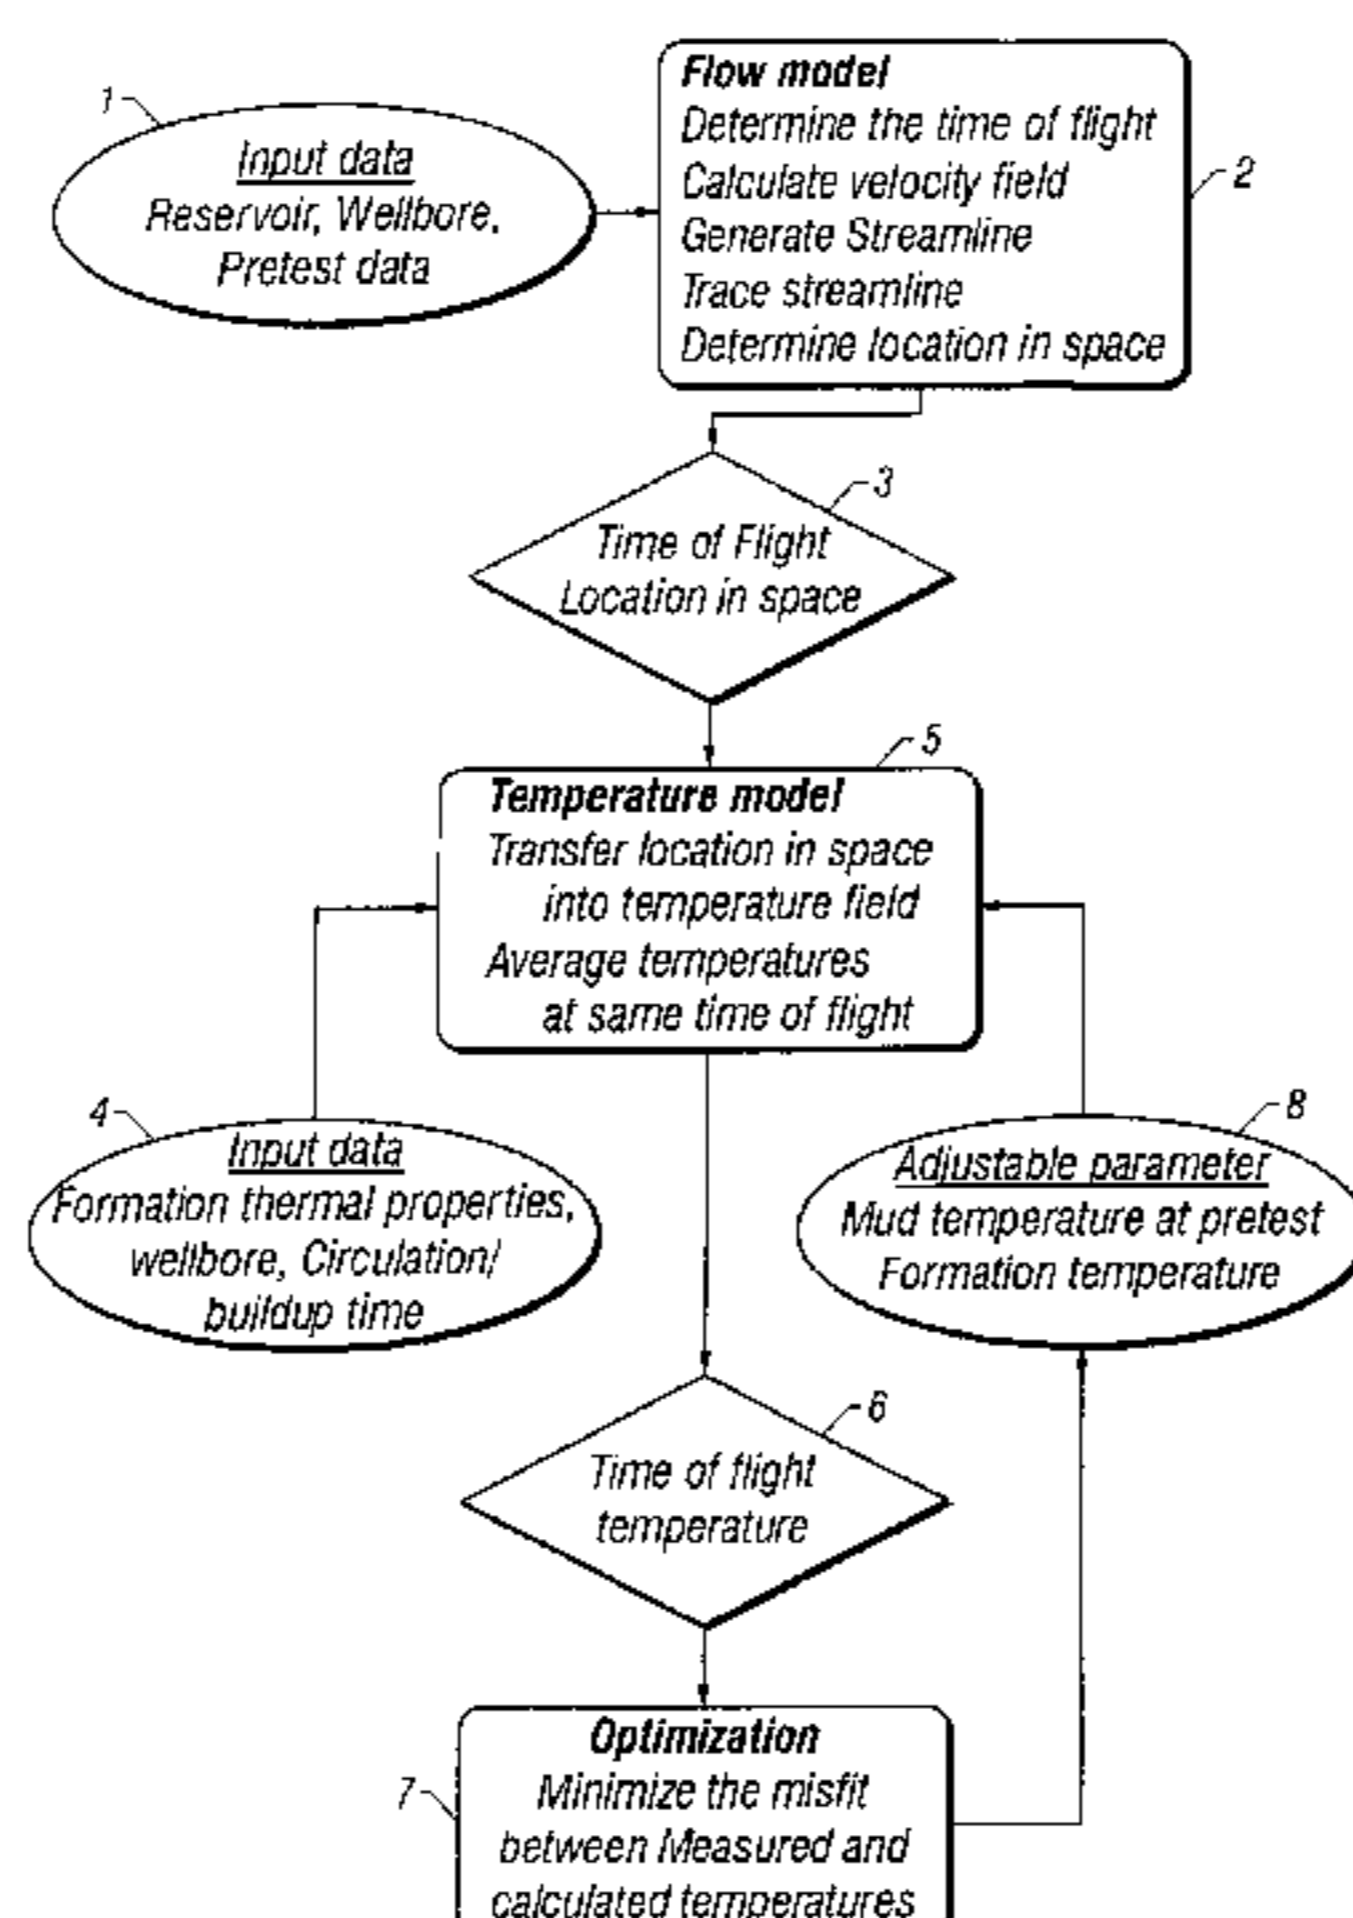 1
Input data
Reservoir, Wellbore,
Pretest data
Flow model
Determine the time of flight
Calculate velocity field
Generate Streamline
Trace streamline
Determine location in space
2
3
Time of Flight
Location in space
5
Temperature model
Transfer location in space
into temperature field
Average temperatures
at same time of flight
4
Input data
Formation thermal properties,
wellbore, Circulation/
buildup time
8
Adjustable parameter
Mud temperature at pretest
Formation temperature
6
Time of flight
temperature
7
Optimization
Minimize the misfit
between Measured and
calculated temperatures